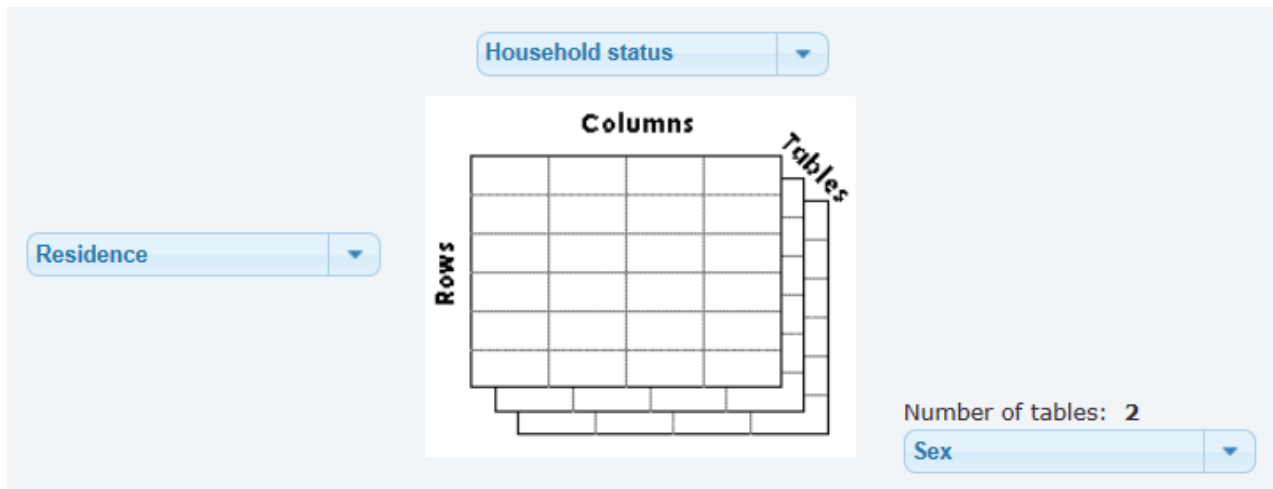 Household status
Columns
Tables
Residence
Rows
Number of tables: 2
Sex